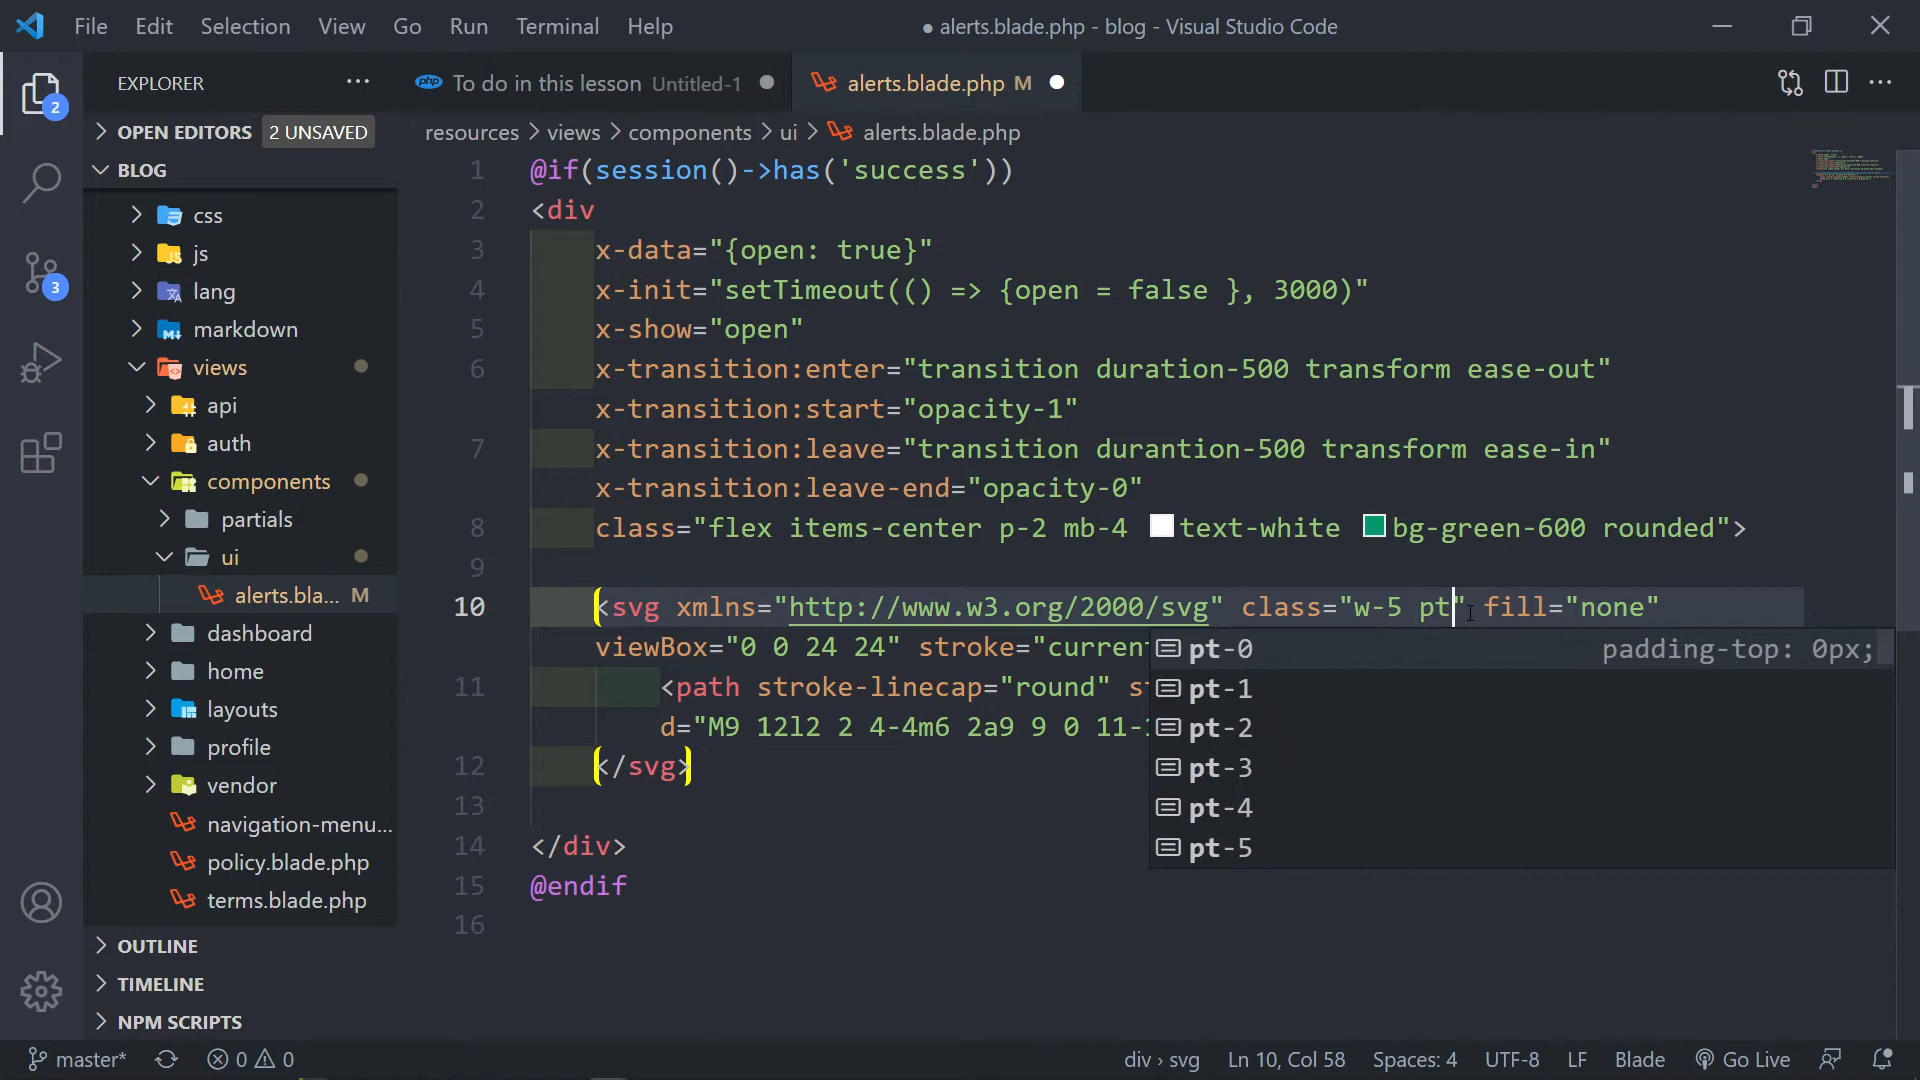 File Edit Selection View Go Run Terminal Help
● alerts.blade.php - blog - Visual Studio Code
EXPLORER ...
To do in this lesson Untitled-1
alerts.blade.php M
2
OPEN EDITORS 2 UNSAVED
BLOG
resources > views > components > ui > alerts.blade.php
css
js
lang
markdown
views
api
auth
components
partials
ui
alerts.bla... M
dashboard
home
layouts
profile
vendor
navigation-menu...
policy.blade.php
terms.blade.php
OUTLINE
TIMELINE
NPM SCRIPTS
3
1 @if(session()->has('success'))
2 <div
3 x-data="{open: true}"
4 x-init="setTimeout(() => {open = false }, 3000)"
5 x-show="open"
6 x-transition:enter="transition duration-500 transform ease-out"
x-transition:start="opacity-1"
7 x-transition:leave="transition durantion-500 transform ease-in"
x-transition:leave-end="opacity-0"
8 class="flex items-center p-2 mb-4 text-white bg-green-600 rounded">
9
10 <svg xmlns="http://www.w3.org/2000/svg" class="w-5 pt" fill="none"
viewBox="0 0 24 24" stroke="current
11 <path stroke-linecap="round" st
d="M9 12l2 2 4-4m6 2a9 9 0 11-1
12 </svg>
13
14 </div>
15 @endif
16
pt-0 padding-top: 0px;
pt-1
pt-2
pt-3
pt-4
pt-5
master* 0 0 div › svg Ln 10, Col 58 Spaces: 4 UTF-8 LF Blade Go Live